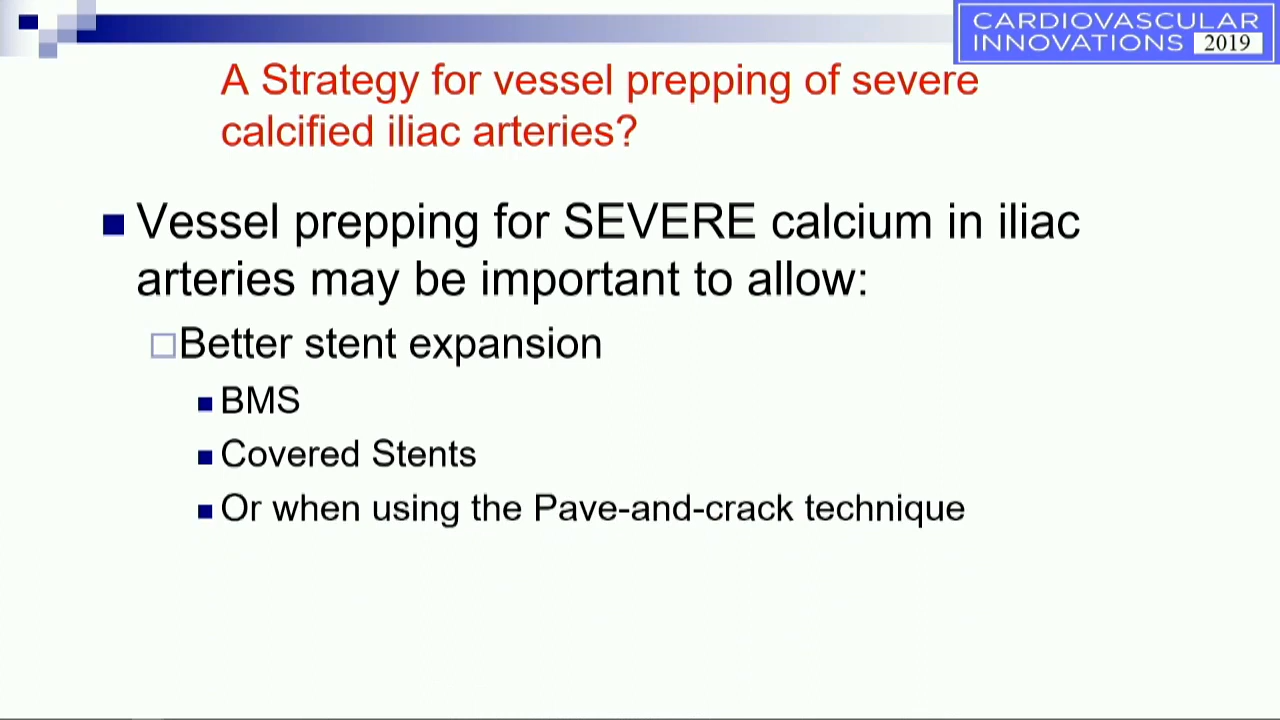 CARDIOVASCULAR
INNOVATIONS 2019
A Strategy for vessel prepping of severe
calcified iliac arteries?
Vessel prepping for SEVERE calcium in iliac
arteries may be important to allow:
Better stent expansion
BMS
Covered Stents
Or when using the Pave-and-crack technique